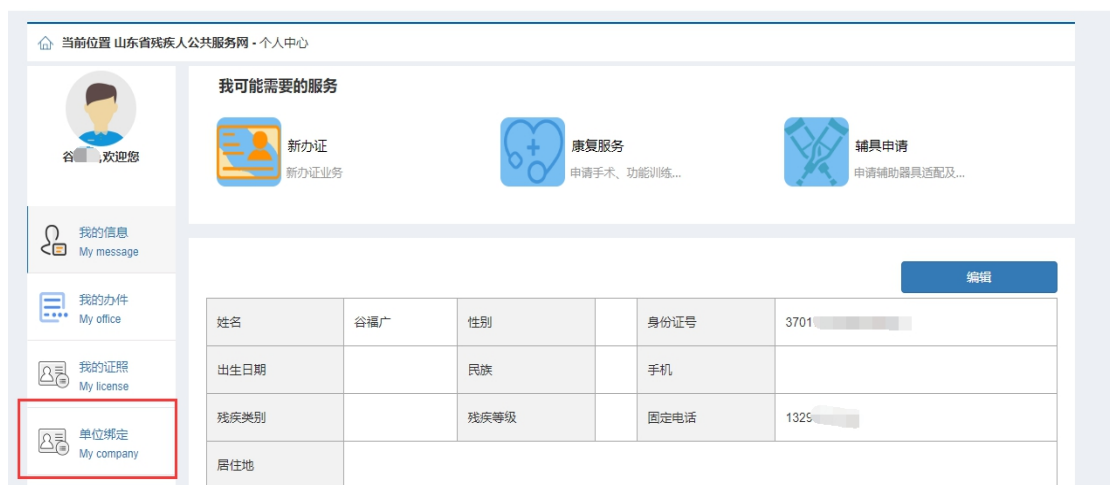 当前位置 山东省残疾人公共服务网 - 个人中心
谷 ,欢迎您
我可能需要的服务
新办证
新办证业务
康复服务
申请手术、功能训练...
辅具申请
申请辅助器具适配及...
我的信息
My message
我的办件
My office
我的证照
My license
单位绑定
My company
编辑
姓名 谷福广 性别 身份证号 3701
出生日期 民族 手机
残疾类别 残疾等级 固定电话 1329
居住地